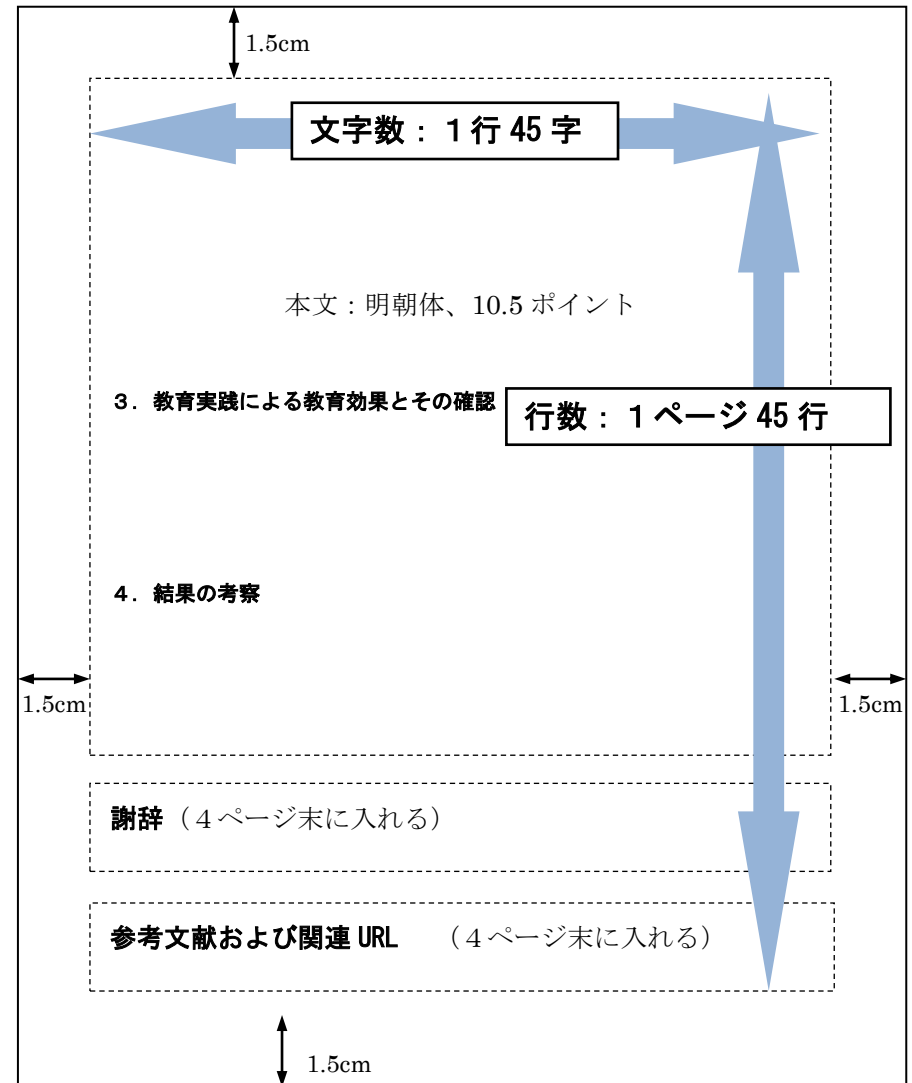 1.5cm
文字数：１行 45 字
本文：明朝体、10.5 ポイント
３．教育実践による教育効果とその確認
行数：１ページ 45 行
４．結果の考察
1.5cm
1.5cm
謝辞（４ページ末に入れる）
参考文献および関連 URL　（４ページ末に入れる）
1.5cm